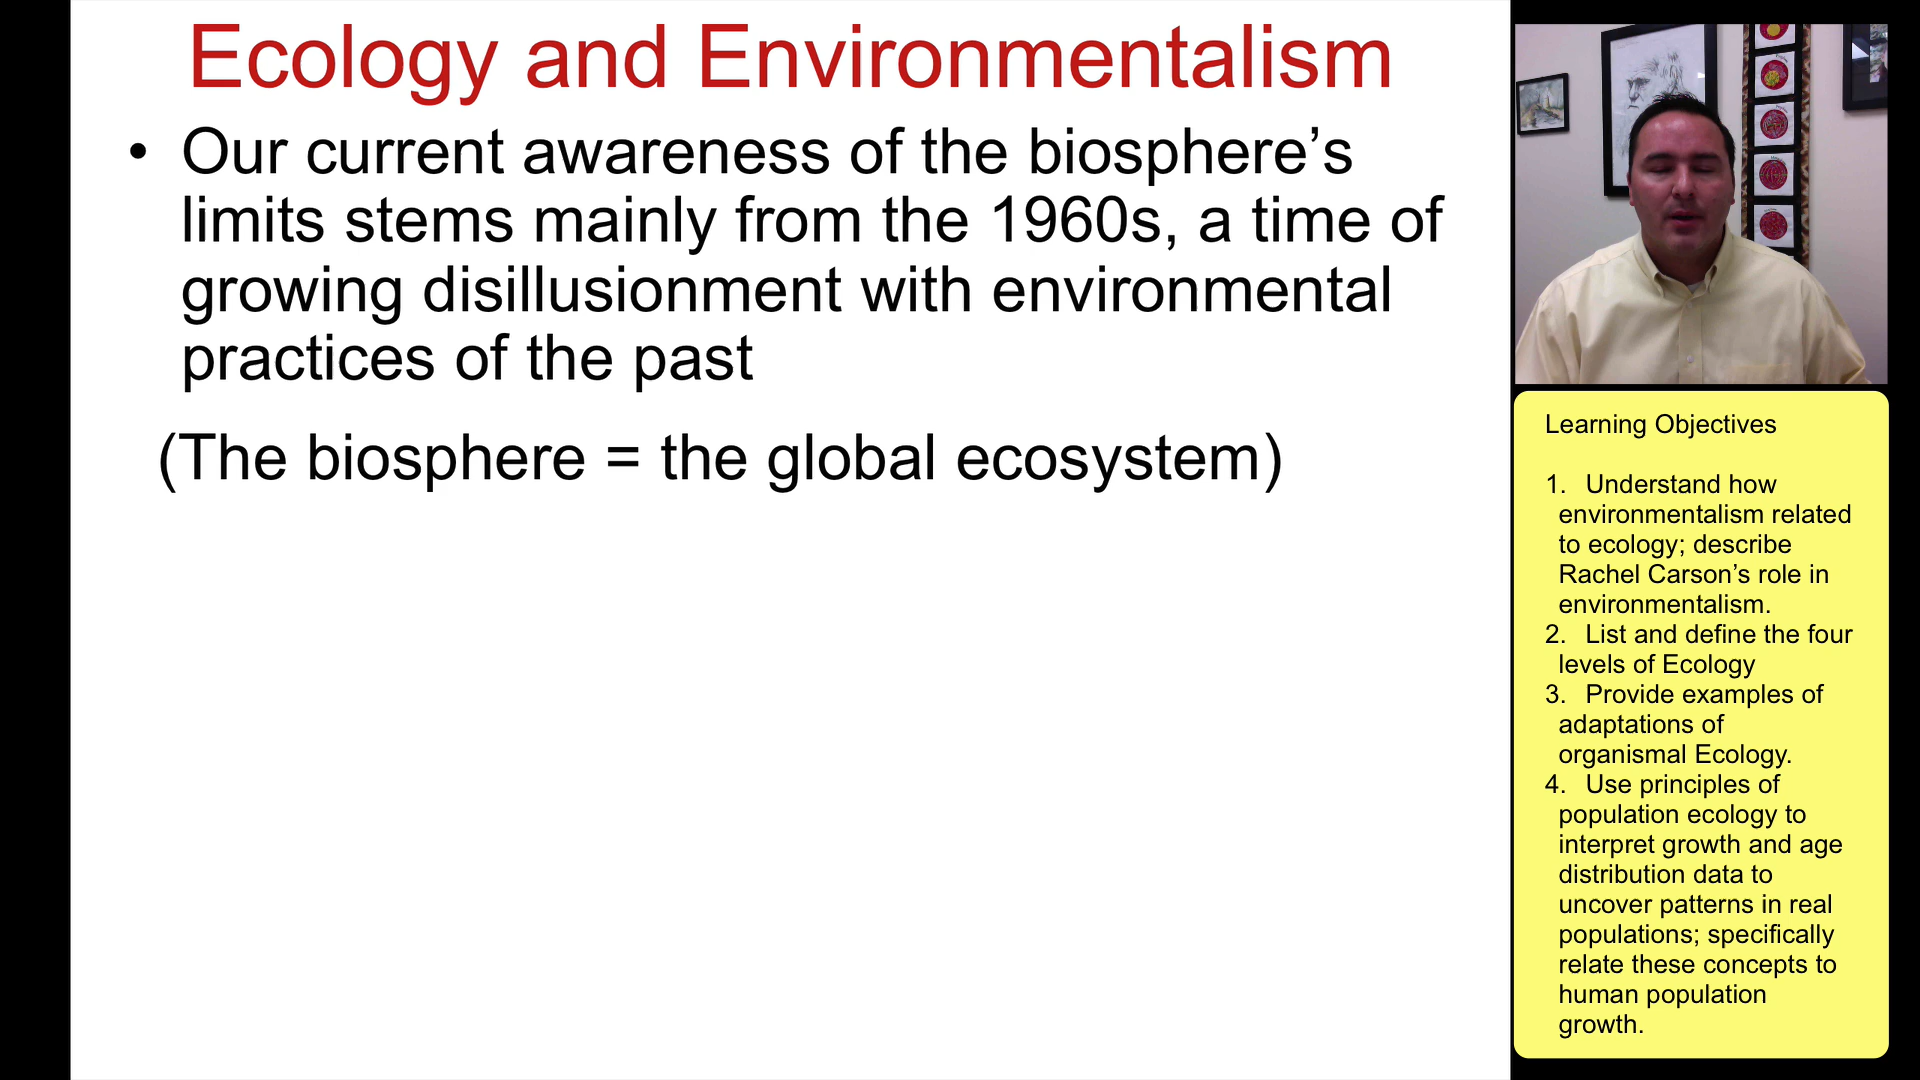 Ecology and Environmentalism
• Our current awareness of the biosphere’s
limits stems mainly from the 1960s, a time of
growing disillusionment with environmental
practices of the past
(The biosphere = the global ecosystem)
Learning Objectives
1. Understand how
environmentalism related
to ecology; describe
Rachel Carson’s role in
environmentalism.
2. List and define the four
levels of Ecology
3. Provide examples of
adaptations of
organismal Ecology.
4. Use principles of
population ecology to
interpret growth and age
distribution data to
uncover patterns in real
populations; specifically
relate these concepts to
human population
growth.